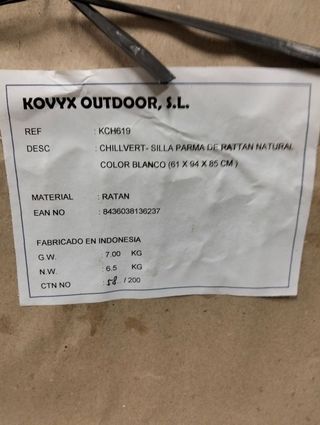 KOVYX OUTDOOR, S.L.
REF : KCH619
DESC : CHILLVERT- SILLA PARMA DE RATTAN NATURAL
COLOR BLANCO (61 X 94 X 85 CM )
MATERIAL : RATAN
EAN NO : 8436038136237
FABRICADO EN INDONESIA
G.W. : 7.00 KG
N.W. : 6.5 KG
CTN NO : 58 / 200